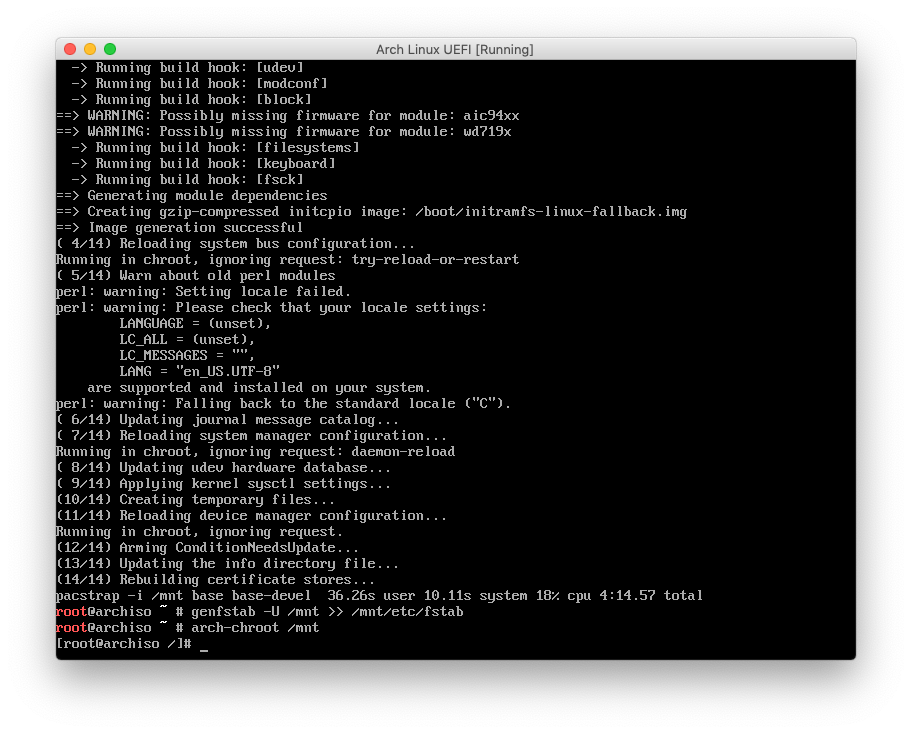 Arch Linux UEFI [Running]
-> Running build hook: [udev]
-> Running build hook: [modconf]
-> Running build hook: [block]
==> WARNING: Possibly missing firmware for module: aic94xx
==> WARNING: Possibly missing firmware for module: wd719x
-> Running build hook: [filesystems]
-> Running build hook: [keyboard]
-> Running build hook: [fsck]
==> Generating module dependencies
==> Creating gzip-compressed initcpio image: /boot/initramfs-linux-fallback.img
==> Image generation successful
( 4/14) Reloading system bus configuration...
Running in chroot, ignoring request: try-reload-or-restart
( 5/14) Warn about old perl modules
perl: warning: Setting locale failed.
perl: warning: Please check that your locale settings:
LANGUAGE = (unset),
LC_ALL = (unset),
LC_MESSAGES = "",
LANG = "en_US.UTF-8"
are supported and installed on your system.
perl: warning: Falling back to the standard locale ("C").
( 6/14) Updating journal message catalog...
( 7/14) Reloading system manager configuration...
Running in chroot, ignoring request: daemon-reload
( 8/14) Updating udev hardware database...
( 9/14) Applying kernel sysctl settings...
(10/14) Creating temporary files...
(11/14) Reloading device manager configuration...
Running in chroot, ignoring request.
(12/14) Arming ConditionNeedsUpdate...
(13/14) Updating the info directory file...
(14/14) Rebuilding certificate stores...
pacstrap -i /mnt base base-devel  36.26s user 10.11s system 18% cpu 4:14.57 total
root@archiso ~ # genfstab -U /mnt >> /mnt/etc/fstab
root@archiso ~ # arch-chroot /mnt
[root@archiso /]# _